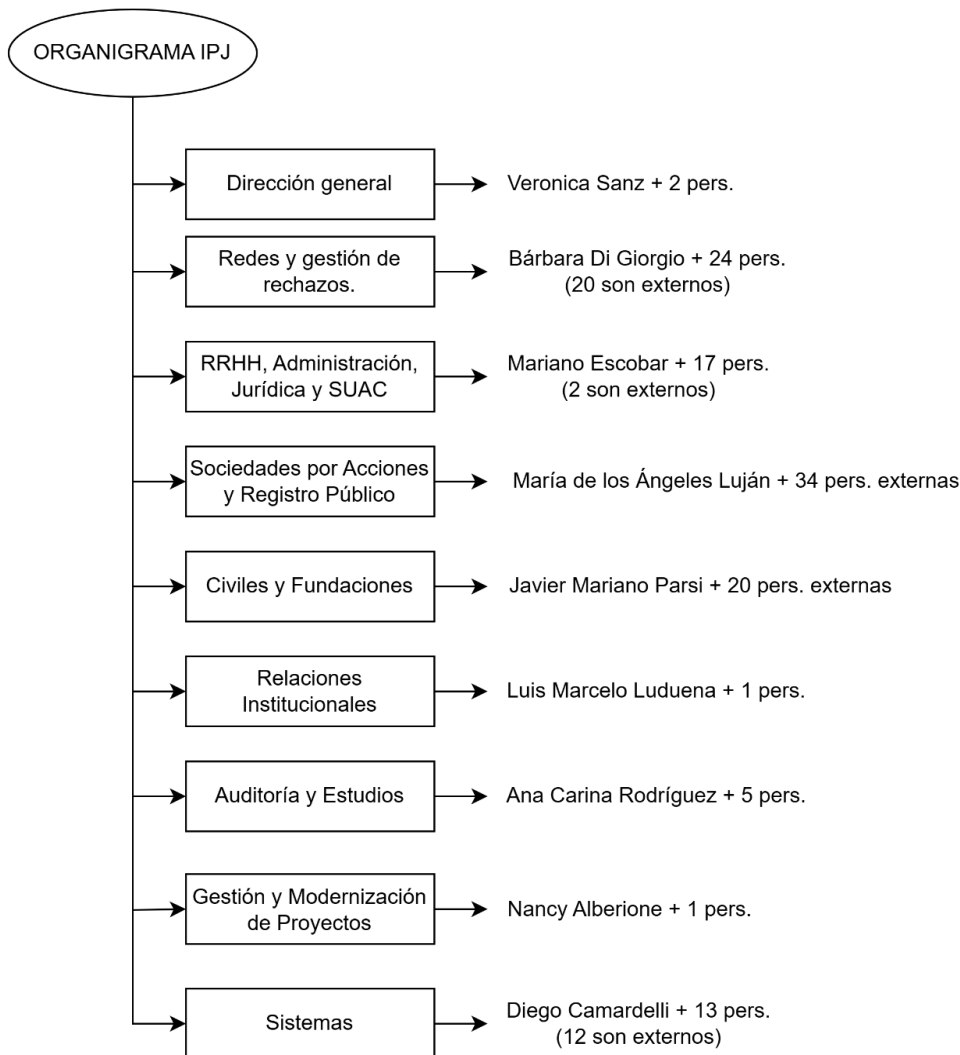 ORGANIGRAMA IPJ
Dirección general
Veronica Sanz + 2 pers.
Redes y gestión de
rechazos.
Bárbara Di Giorgio + 24 pers.
(20 son externos)
RRHH, Administración,
Jurídica y SUAC
Mariano Escobar + 17 pers.
(2 son externos)
Sociedades por Acciones
y Registro Público
María de los Ángeles Luján + 34 pers. externas
Civiles y Fundaciones
Javier Mariano Parsi + 20 pers. externas
Relaciones
Institucionales
Luis Marcelo Luduena + 1 pers.
Auditoría y Estudios
Ana Carina Rodríguez + 5 pers.
Gestión y Modernización
de Proyectos
Nancy Alberione + 1 pers.
Sistemas
Diego Camardelli + 13 pers.
(12 son externos)